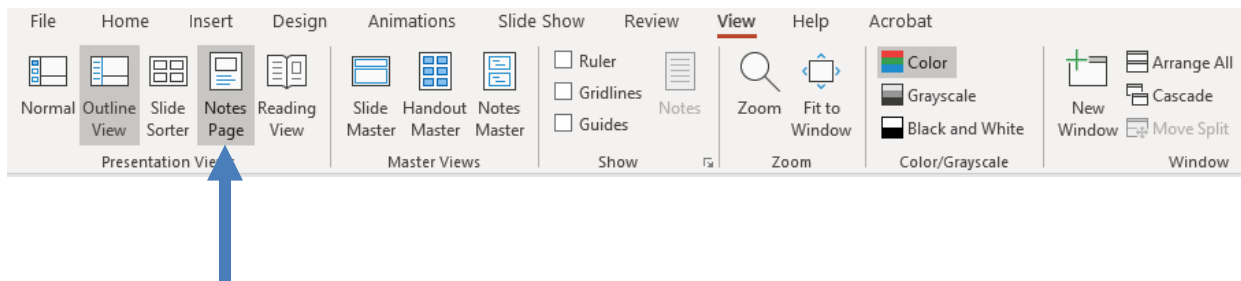 File Home Insert Design Animations Slide Show Review View Help Acrobat
Normal Outline View Slide Sorter Notes Page Reading View
Presentation Views
Slide Master Handout Master Notes Master
Master Views
Ruler
Gridlines
Guides
Notes
Show
Zoom Fit to Window
Zoom
Color
Grayscale
Black and White
Color/Grayscale
New Window
Arrange All
Cascade
Move Split
Window